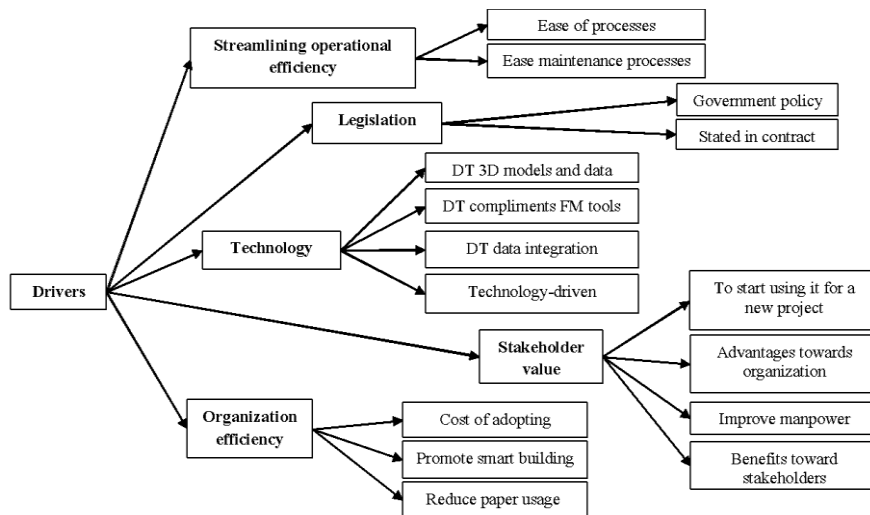 Drivers
Streamlining operational
efficiency
Ease of processes
Ease maintenance processes
Legislation
Government policy
Stated in contract
Technology
DT 3D models and data
DT compliments FM tools
DT data integration
Technology-driven
Stakeholder
value
To start using it for a
new project
Advantages towards
organization
Improve manpower
Benefits toward
stakeholders
Organization
efficiency
Cost of adopting
Promote smart building
Reduce paper usage